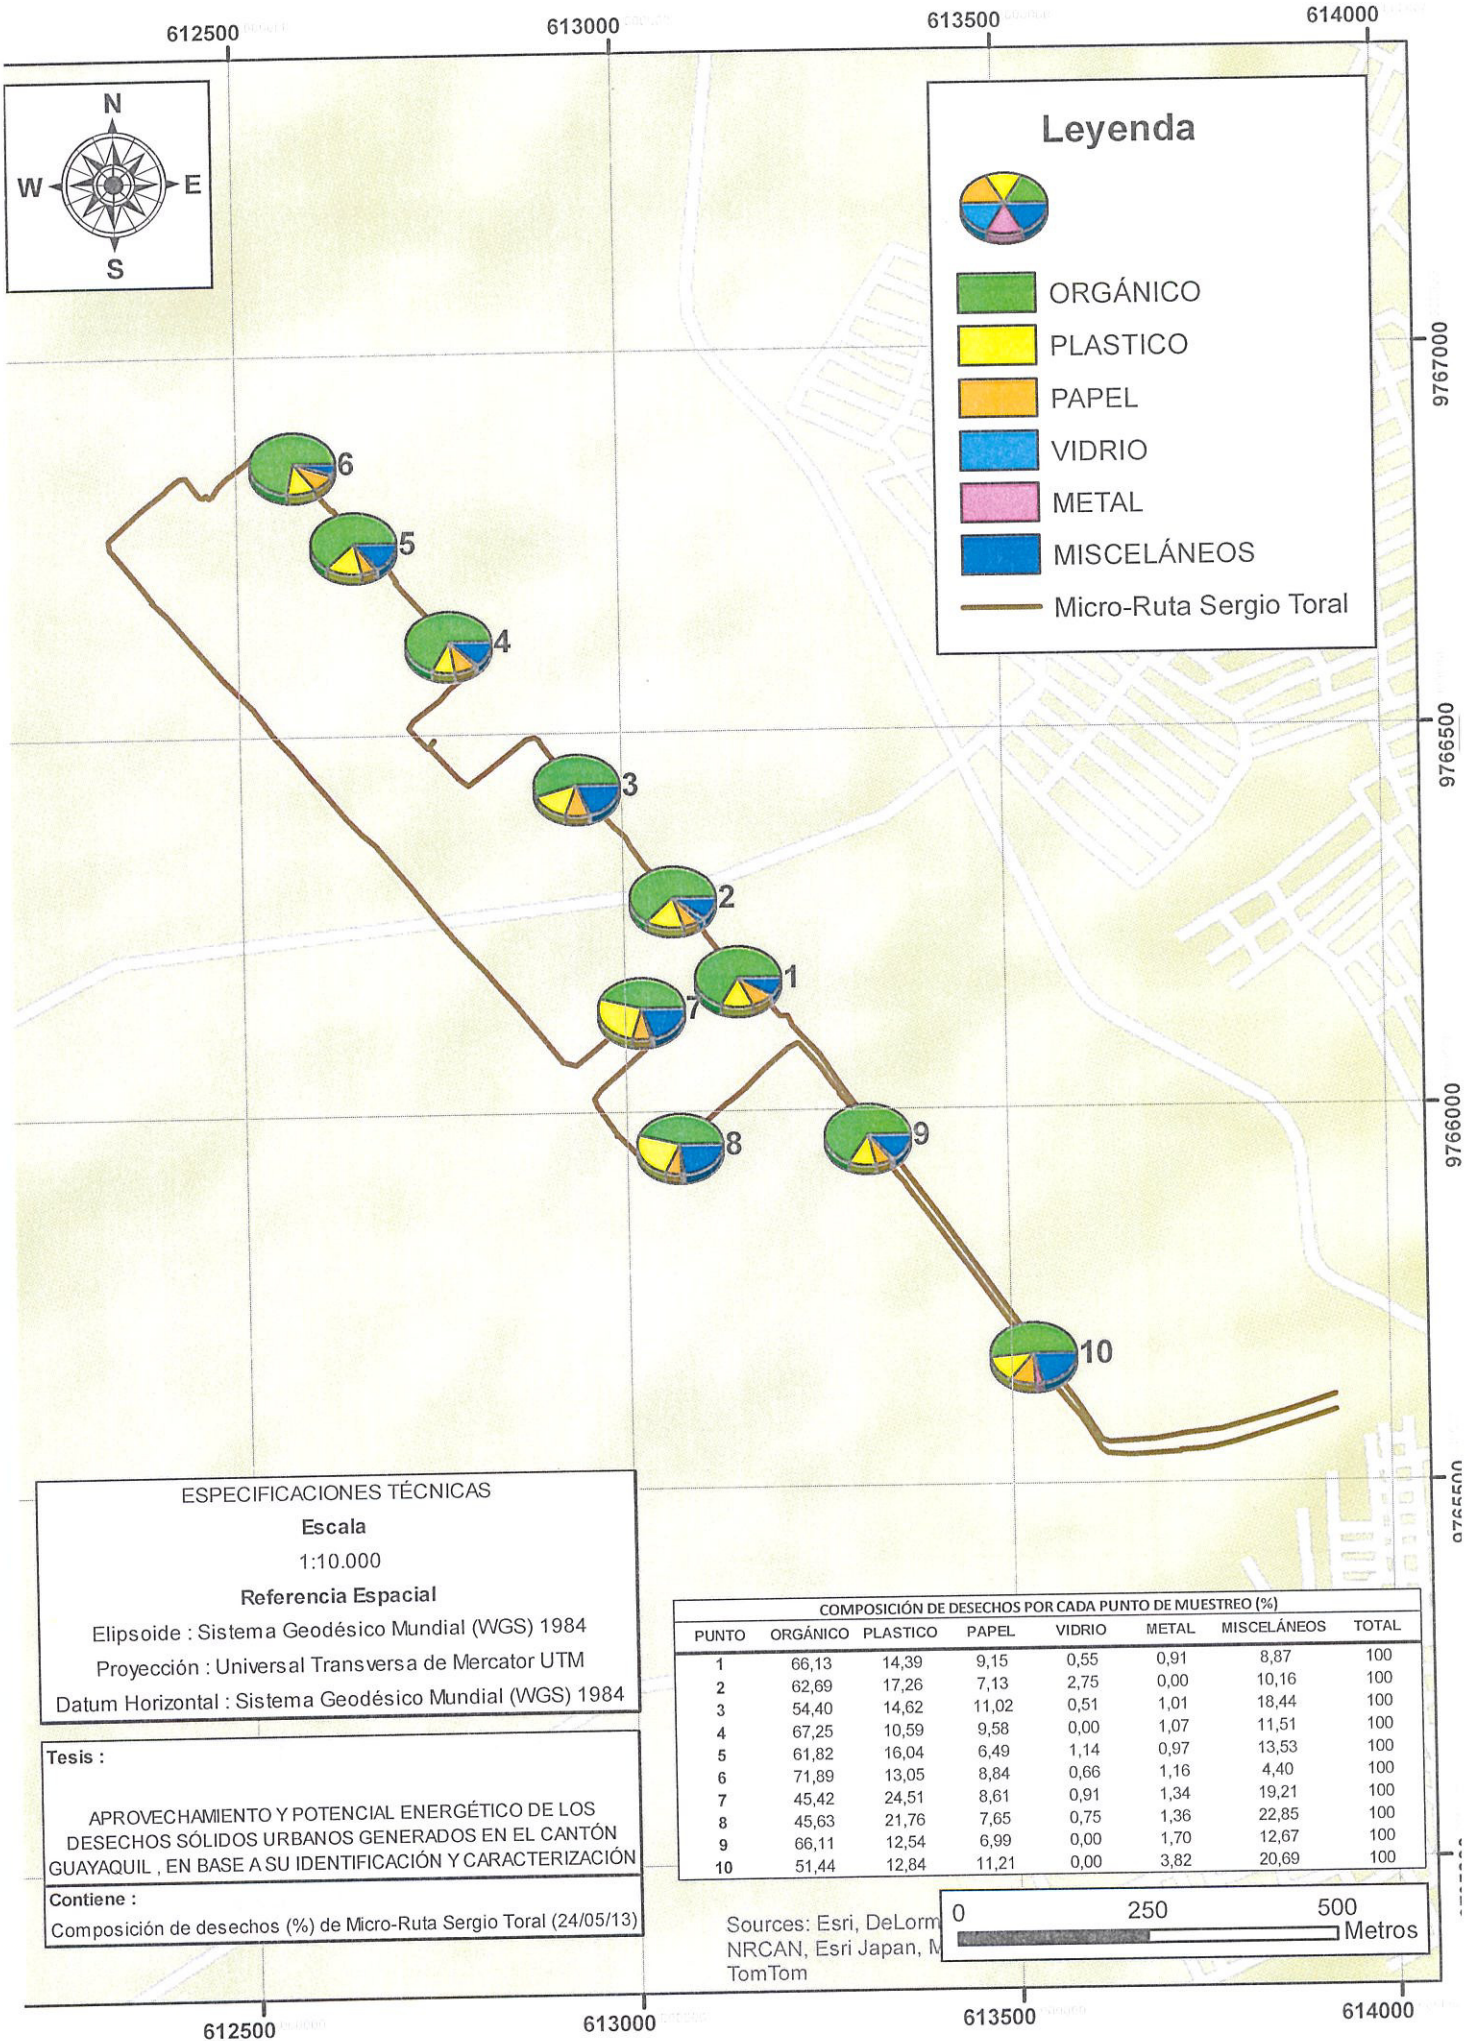 612500
613000
613500
614000
N
W
E
S
Leyenda
ORGÁNICO
PLASTICO
PAPEL
VIDRIO
METAL
MISCELÁNEOS
Micro-Ruta Sergio Toral
9767000
9766500
9766000
9765500
6
5
4
3
2
1
7
8
9
10
ESPECIFICACIONES TÉCNICAS
Escala
1:10.000
Referencia Espacial
Elipsoide : Sistema Geodésico Mundial (WGS) 1984
Proyección : Universal Transversa de Mercator UTM
Datum Horizontal : Sistema Geodésico Mundial (WGS) 1984
Tesis :
APROVECHAMIENTO Y POTENCIAL ENERGÉTICO DE LOS
DESECHOS SÓLIDOS URBANOS GENERADOS EN EL CANTÓN
GUAYAQUIL , EN BASE A SU IDENTIFICACIÓN Y CARACTERIZACIÓN
Contiene :
Composición de desechos (%) de Micro-Ruta Sergio Toral (24/05/13)
COMPOSICIÓN DE DESECHOS POR CADA PUNTO DE MUESTREO (%)
PUNTO ORGÁNICO PLASTICO PAPEL VIDRIO METAL MISCELÁNEOS TOTAL
1 66,13 14,39 9,15 0,55 0,91 8,87 100
2 62,69 17,26 7,13 2,75 0,00 10,16 100
3 54,40 14,62 11,02 0,51 1,01 18,44 100
4 67,25 10,59 9,58 0,00 1,07 11,51 100
5 61,82 16,04 6,49 1,14 0,97 13,53 100
6 71,89 13,05 8,84 0,66 1,16 4,40 100
7 45,42 24,51 8,61 0,91 1,34 19,21 100
8 45,63 21,76 7,65 0,75 1,36 22,85 100
9 66,11 12,54 6,99 0,00 1,70 12,67 100
10 51,44 12,84 11,21 0,00 3,82 20,69 100
Sources: Esri, DeLorm
NRCAN, Esri Japan, M
TomTom
0 250 500
Metros
612500
613000
613500
614000